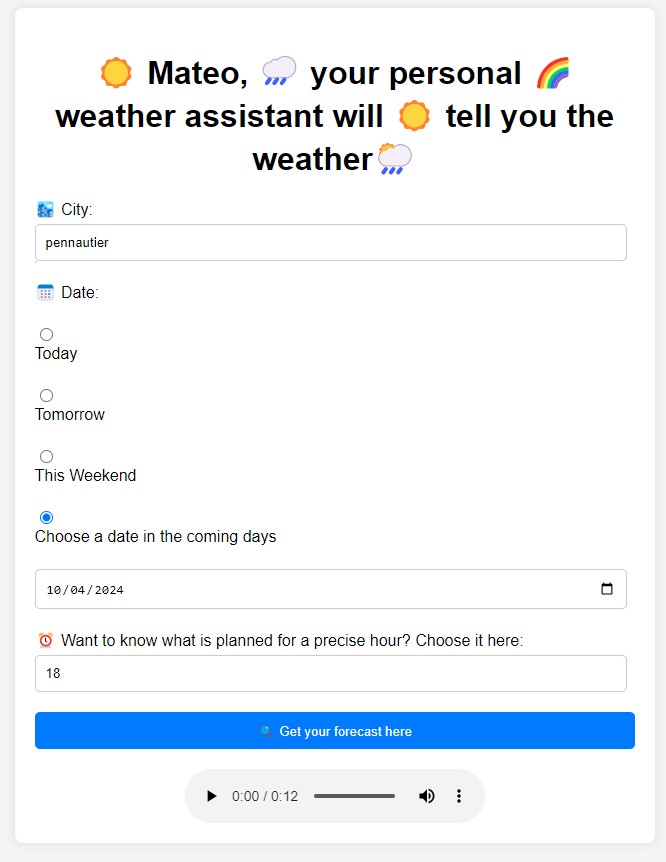 ☀️ Mateo, 🌧️ your personal 🌈
weather assistant will ☀️ tell you the
weather🌦️
🏙️ City:
pennautier
📅 Date:
Today
Tomorrow
This Weekend
Choose a date in the coming days
10/04/2024
⏰ Want to know what is planned for a precise hour? Choose it here:
18
🔍 Get your forecast here
0:00 / 0:12